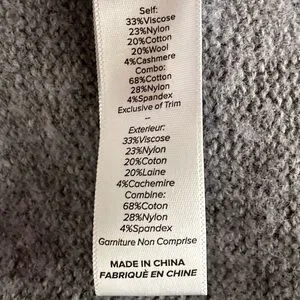 Self:
33%Viscose
23%Nylon
20%Cotton
20%Wool
4%Cashmere
Combo:
68%Cotton
28%Nylon
4%Spandex
Exclusive of Trim
--
Exterieur:
33%Viscose
23%Nylon
20%Coton
20%Laine
4%Cachemire
Combine:
68%Coton
28%Nylon
4%Spandex
Garniture Non Comprise
MADE IN CHINA
FABRIQUÉ EN CHINE